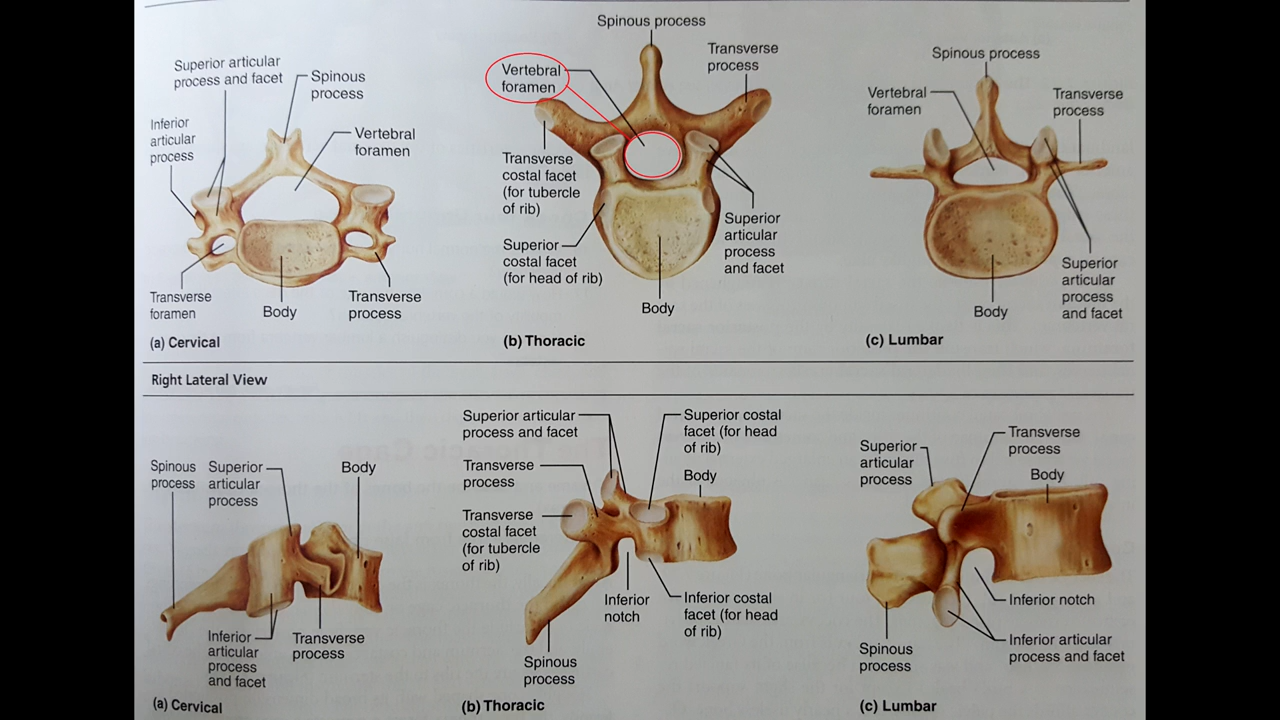 Superior articular
process and facet
Spinous
process
Inferior
articular
process
Vertebral
foramen
Transverse
foramen
Body
Transverse
process
(a) Cervical
Spinous process
Vertebral
foramen
Transverse
process
Transverse
costal facet
(for tubercle
of rib)
Superior
costal facet
(for head of rib)
Superior
articular
process
and facet
Body
(b) Thoracic
Spinous process
Vertebral
foramen
Transverse
process
Superior
articular
process
and facet
Body
(c) Lumbar
Right Lateral View
Spinous
process
Superior
articular
process
Body
Inferior
articular
process
and facet
Transverse
process
(a) Cervical
Superior articular
process and facet
Transverse
process
Transverse
costal facet
(for tubercle
of rib)
Superior costal
facet (for head
of rib)
Body
Inferior
notch
Inferior costal
facet (for head
of rib)
Spinous
process
(b) Thoracic
Superior
articular
process
Transverse
process
Body
Inferior notch
Inferior articular
process and facet
Spinous
process
(c) Lumbar